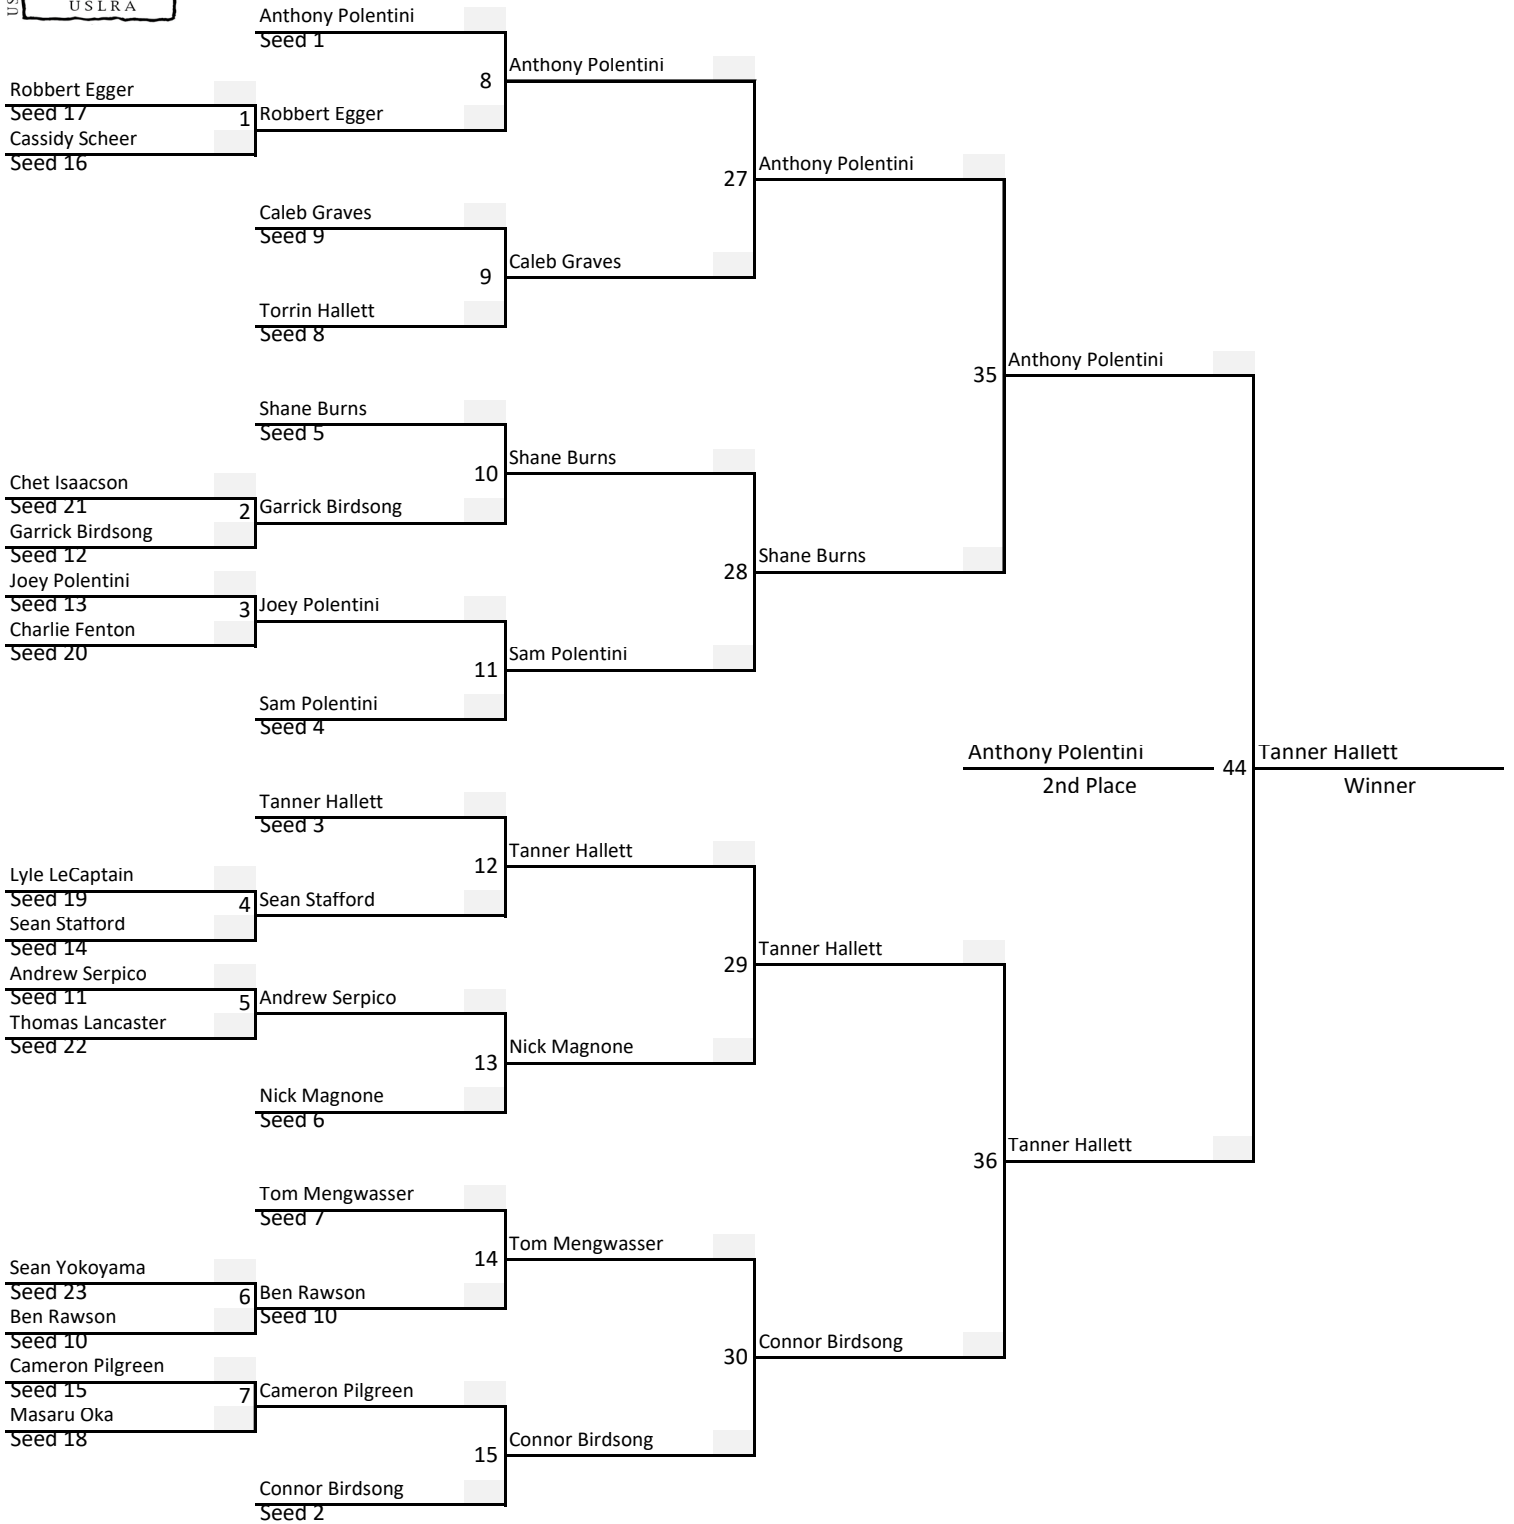 US
USLRA
Anthony Polentini
Seed 1
8
Anthony Polentini
Robbert Egger
Seed 17
1
Robbert Egger
Cassidy Scheer
Seed 16
27
Anthony Polentini
Caleb Graves
Seed 9
9
Caleb Graves
Torrin Hallett
Seed 8
35
Anthony Polentini
Shane Burns
Seed 5
10
Shane Burns
Chet Isaacson
Seed 21
2
Garrick Birdsong
Garrick Birdsong
Seed 12
28
Shane Burns
Joey Polentini
Seed 13
3
Joey Polentini
Charlie Fenton
Seed 20
11
Sam Polentini
Sam Polentini
Seed 4
Anthony Polentini
2nd Place
44
Tanner Hallett
Winner
Tanner Hallett
Seed 3
12
Tanner Hallett
Lyle LeCaptain
Seed 19
4
Sean Stafford
Sean Stafford
Seed 14
29
Tanner Hallett
Andrew Serpico
Seed 11
5
Andrew Serpico
Thomas Lancaster
Seed 22
13
Nick Magnone
Nick Magnone
Seed 6
36
Tanner Hallett
Tom Mengwasser
Seed 7
14
Tom Mengwasser
Sean Yokoyama
Seed 23
6
Ben Rawson
Seed 10
Ben Rawson
Seed 10
30
Connor Birdsong
Cameron Pilgreen
Seed 15
7
Cameron Pilgreen
Masaru Oka
Seed 18
15
Connor Birdsong
Connor Birdsong
Seed 2